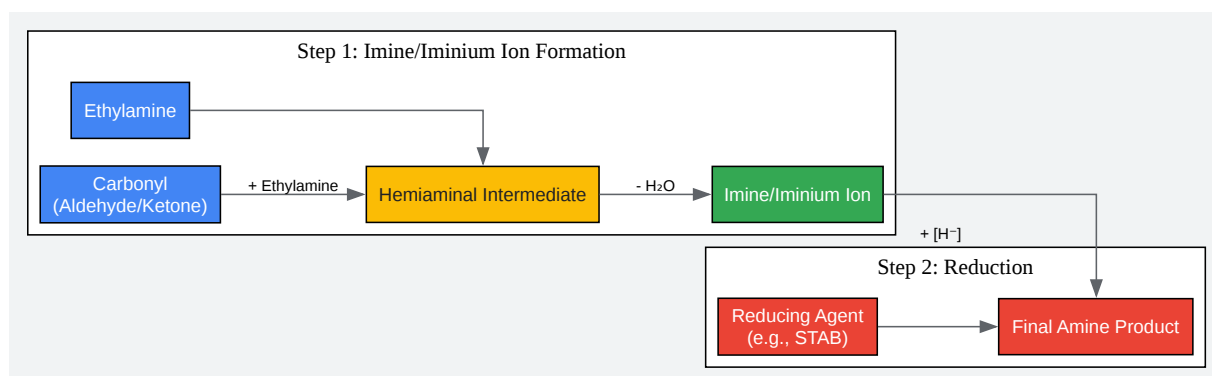 Step 1: Imine/Iminium Ion Formation
Ethylamine
Carbonyl
(Aldehyde/Ketone)
+ Ethylamine
Hemiaminal Intermediate
- H₂O
Imine/Iminium Ion
+ [H⁻]
Step 2: Reduction
Reducing Agent
(e.g., STAB)
Final Amine Product